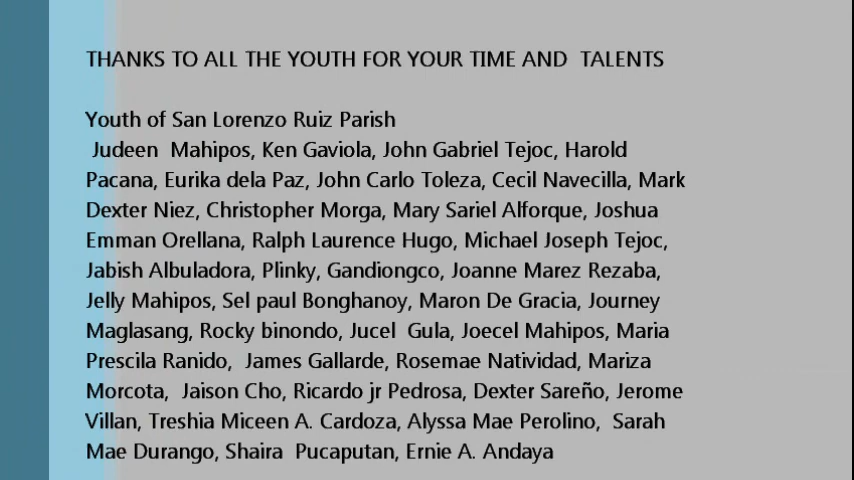 THANKS TO ALL THE YOUTH FOR YOUR TIME AND  TALENTS
Youth of San Lorenzo Ruiz Parish
Judeen  Mahipos, Ken Gaviola, John Gabriel Tejoc, Harold
Pacana, Eurika dela Paz, John Carlo Toleza, Cecil Navecilla, Mark
Dexter Niez, Christopher Morga, Mary Sariel Alforque, Joshua
Emman Orellana, Ralph Laurence Hugo, Michael Joseph Tejoc,
Jabish Albuladora, Plinky, Gandiongco, Joanne Marez Rezaba,
Jelly Mahipos, Sel paul Bonghanoy, Maron De Gracia, Journey
Maglasang, Rocky binondo, Jucel  Gula, Joecel Mahipos, Maria
Prescila Ranido,  James Gallarde, Rosemae Natividad, Mariza
Morcota,  Jaison Cho, Ricardo jr Pedrosa, Dexter Sareño, Jerome
Villan, Treshia Miceen A. Cardoza, Alyssa Mae Perolino,  Sarah
Mae Durango, Shaira  Pucaputan, Ernie A. Andaya